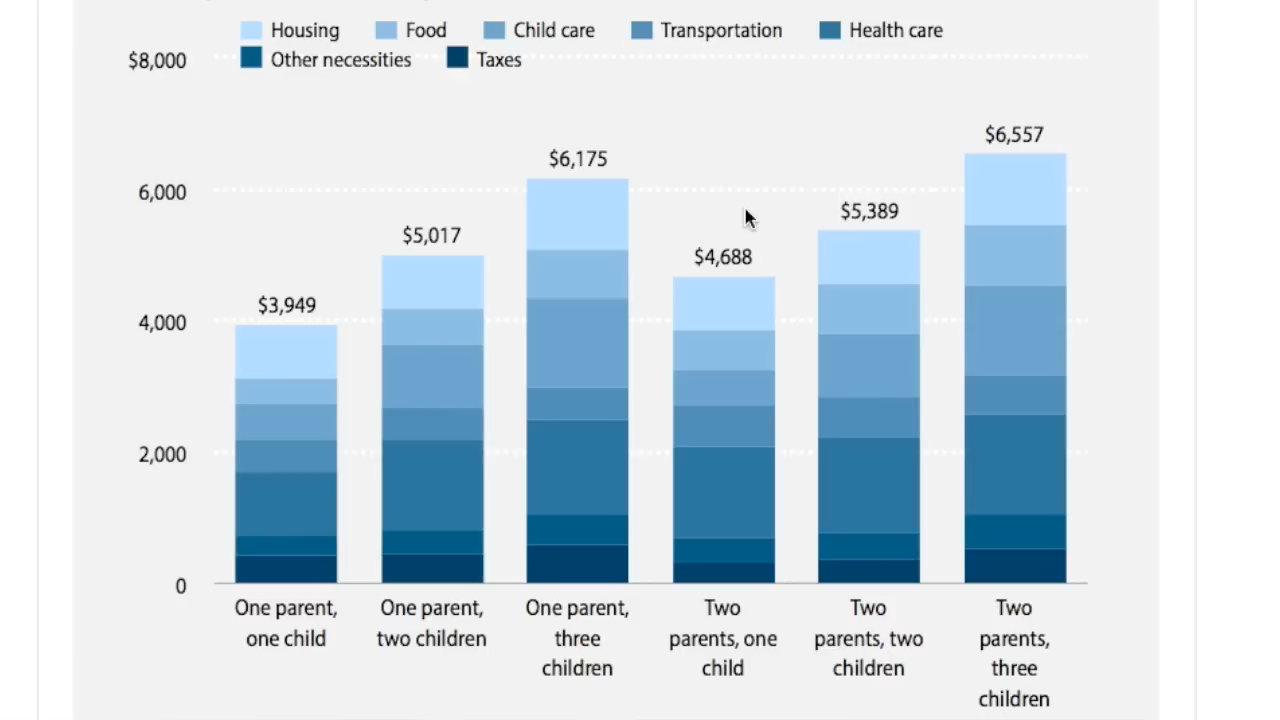 Housing Food Child care Transportation Health care
Other necessities Taxes
$8,000
6,000
4,000
2,000
0
$3,949
$5,017
$6,175
$4,688
$5,389
$6,557
One parent,
one child
One parent,
two children
One parent,
three
children
Two
parents, one
child
Two
parents, two
children
Two
parents,
three
children